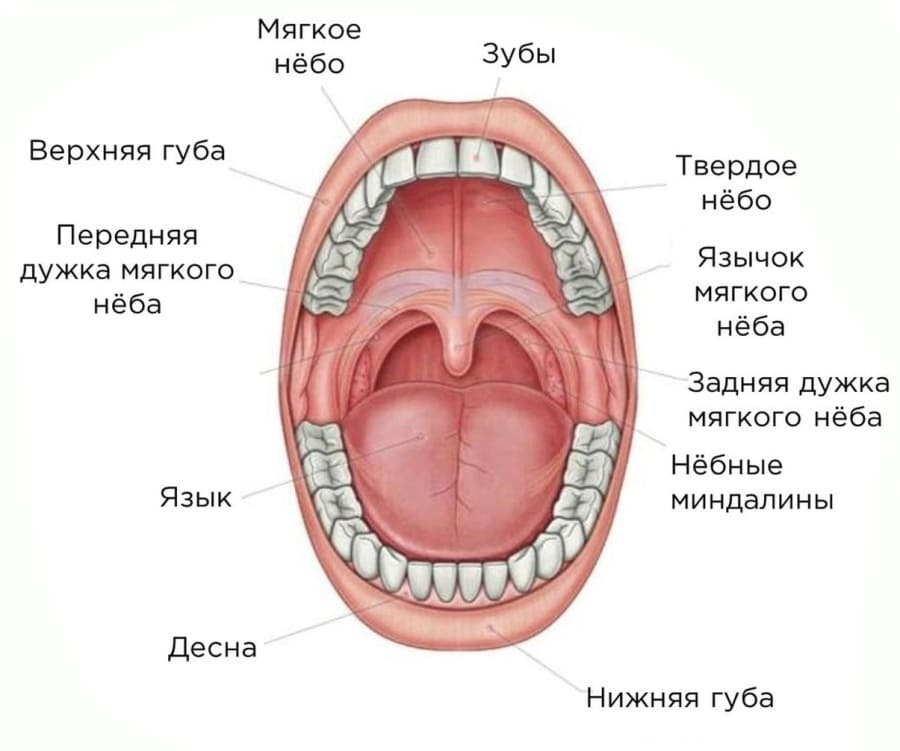 Мягкое
нёбо
Зубы
Верхняя губа
Твердое
нёбо
Передняя
дужка мягкого
нёба
Язычок
мягкого
нёба
Задняя дужка
мягкого нёба
Нёбные
миндалины
Язык
Десна
Нижняя губа